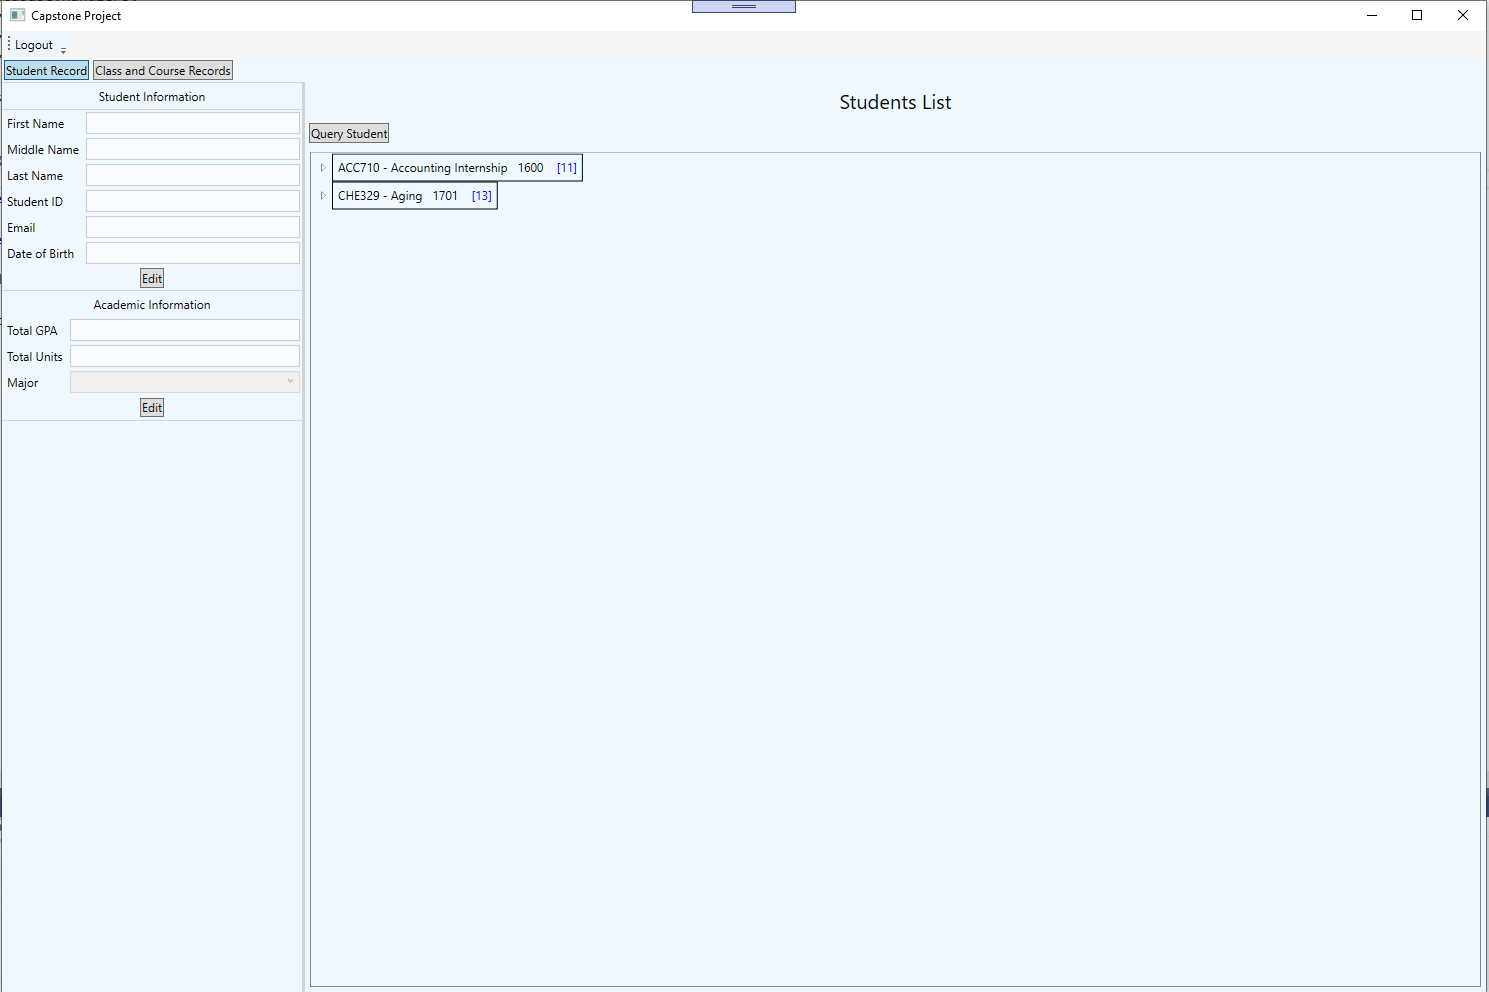 Capstone Project
Logout
Student Record Class and Course Records
Student Information
First Name
Middle Name
Last Name
Student ID
Email
Date of Birth
Edit
Academic Information
Total GPA
Total Units
Major
Edit
Students List
Query Student
ACC710 - Accounting Internship 1600 [11]
CHE329 - Aging 1701 [13]